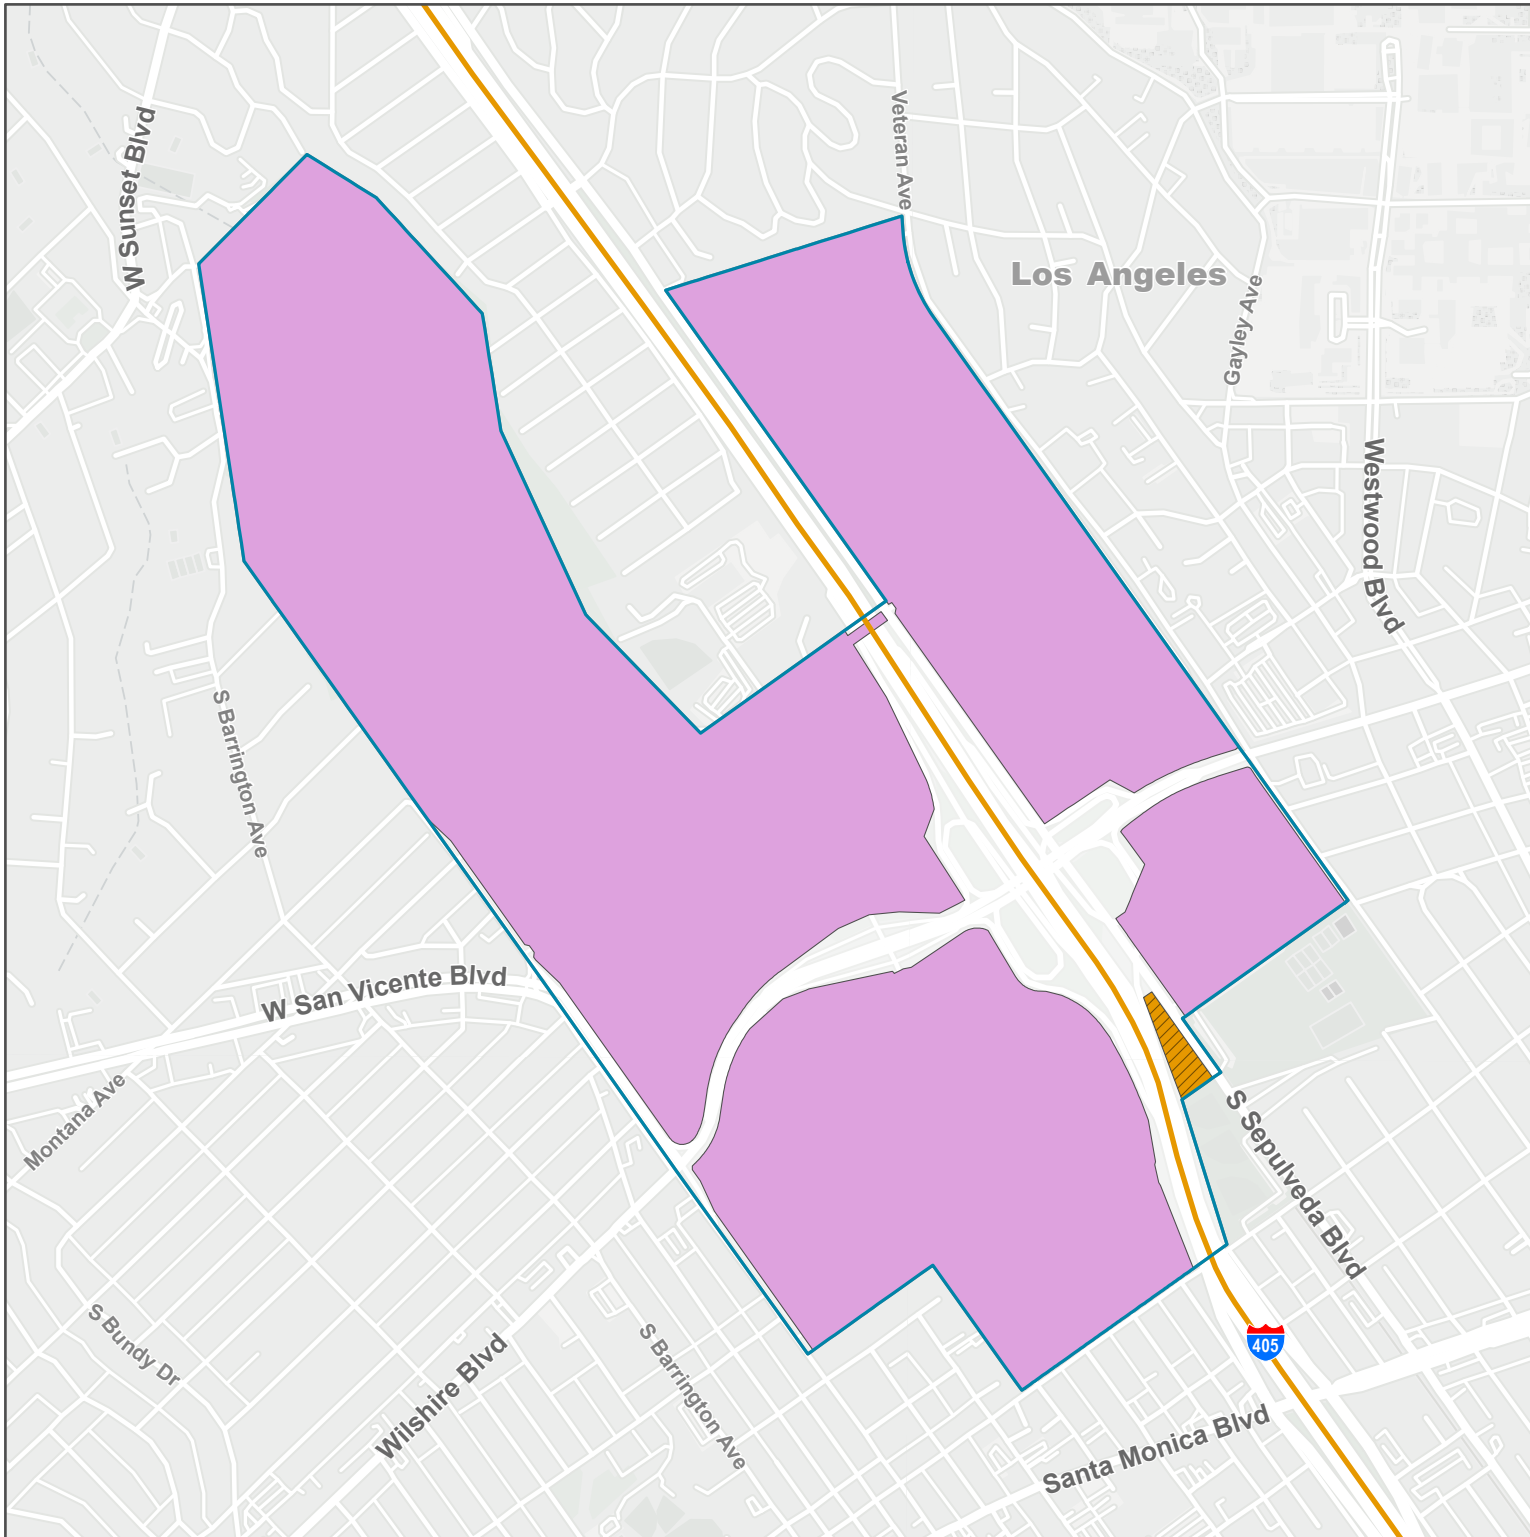 W Sunset Blvd
Veteran Ave
Los Angeles
Gayley Ave
Westwood Blvd
S Barrington Ave
W San Vicente Blvd
Montana Ave
S Sepulveda Blvd
S Bundy Dr
Wilshire Blvd
S Barrington Ave
405
Santa Monica Blvd